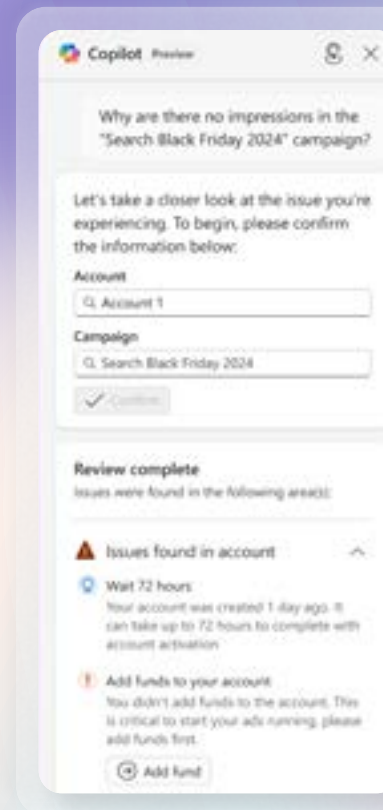 Copilot Preview
Why are there no impressions in the
"Search Black Friday 2024" campaign?
Let's take a closer look at the issue you're
experiencing. To begin, please confirm
the information below:
Account
Account 1
Campaign
Search Black Friday 2024
Confirm
Review complete
Issues were found in the following area(s):
Issues found in account
Wait 72 hours
Your account was created 1 day ago. It
can take up to 72 hours to complete with
account activation
Add funds to your account
You didn't add funds to the account. This
is critical to start your ads running, please
add funds first.
Add fund